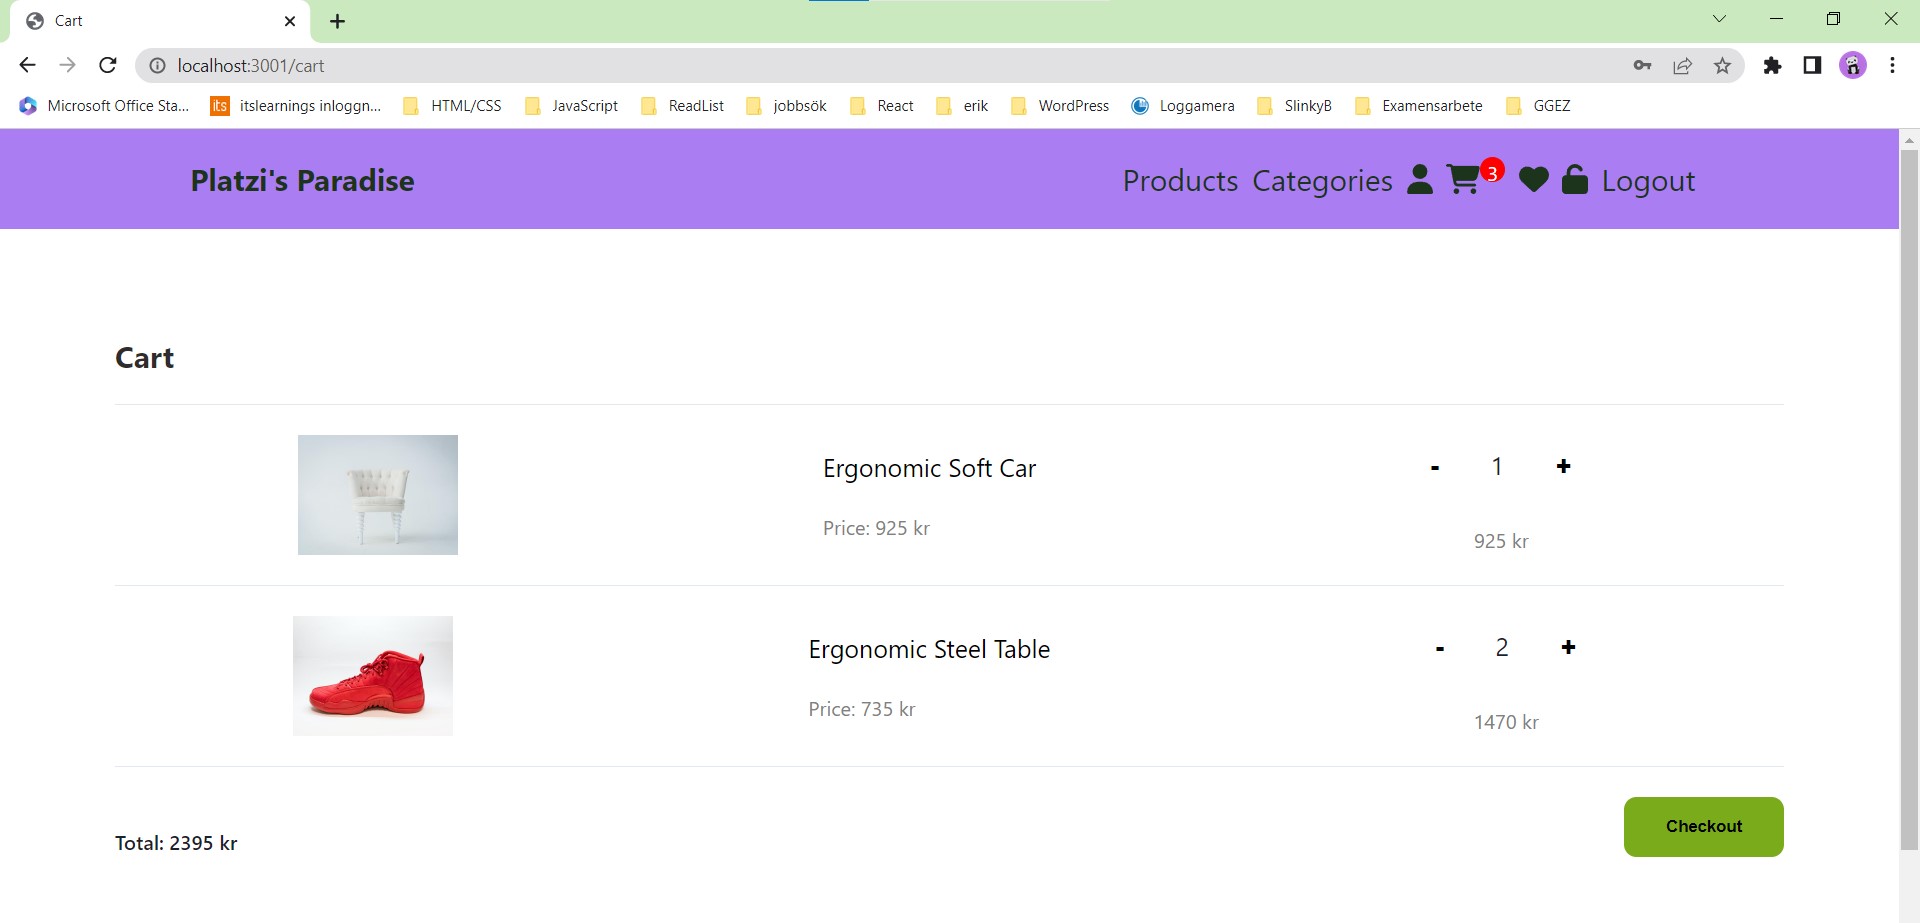 Cart
localhost:3001/cart
Microsoft Office Sta... its itslearnings inloggn... HTML/CSS JavaScript ReadList jobbsök React erik WordPress Loggamera SlinkyB Examensarbete GGEZ
Platzi's Paradise Products Categories 3 Logout
Cart
Ergonomic Soft Car - 1 +
Price: 925 kr
925 kr
Ergonomic Steel Table - 2 +
Price: 735 kr
1470 kr
Checkout
Total: 2395 kr